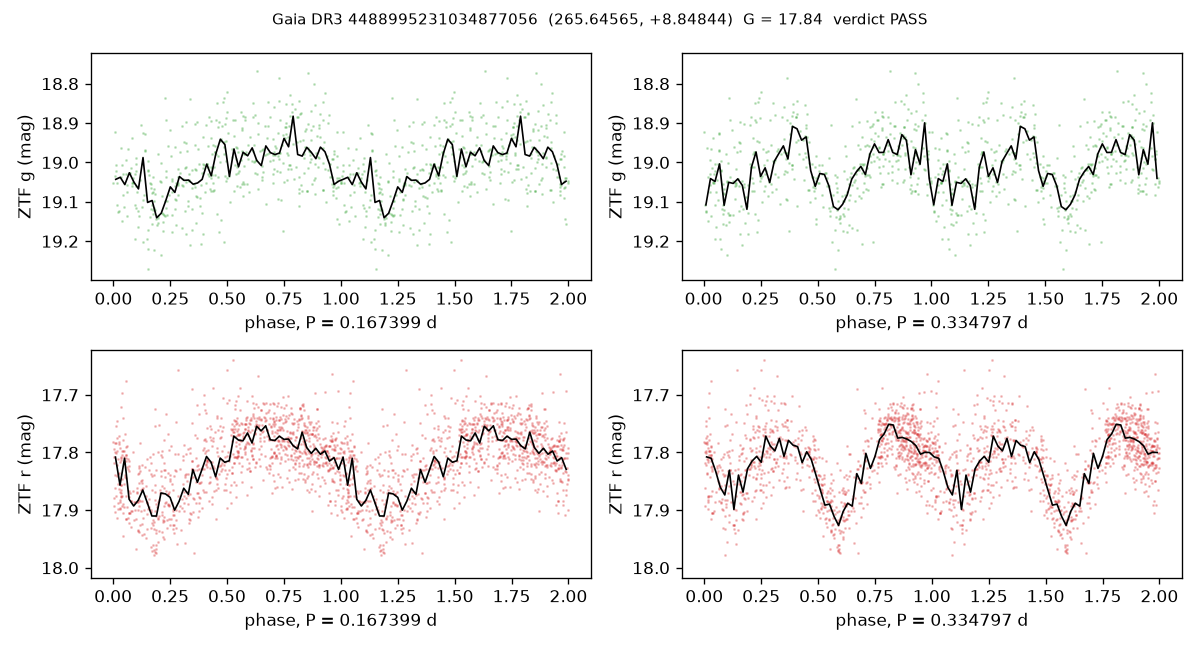 Gaia DR3 4488995231034877056 (265.64565, +8.84844) G = 17.84 verdict PASS
ZTF g (mag)
18.8
18.9
19.0
19.1
19.2
0.00 0.25 0.50 0.75 1.00 1.25 1.50 1.75 2.00
phase, P = 0.167399 d
ZTF g (mag)
18.8
18.9
19.0
19.1
19.2
0.00 0.25 0.50 0.75 1.00 1.25 1.50 1.75 2.00
phase, P = 0.334797 d
ZTF r (mag)
17.7
17.8
17.9
18.0
0.00 0.25 0.50 0.75 1.00 1.25 1.50 1.75 2.00
phase, P = 0.167399 d
ZTF r (mag)
17.7
17.8
17.9
18.0
0.00 0.25 0.50 0.75 1.00 1.25 1.50 1.75 2.00
phase, P = 0.334797 d